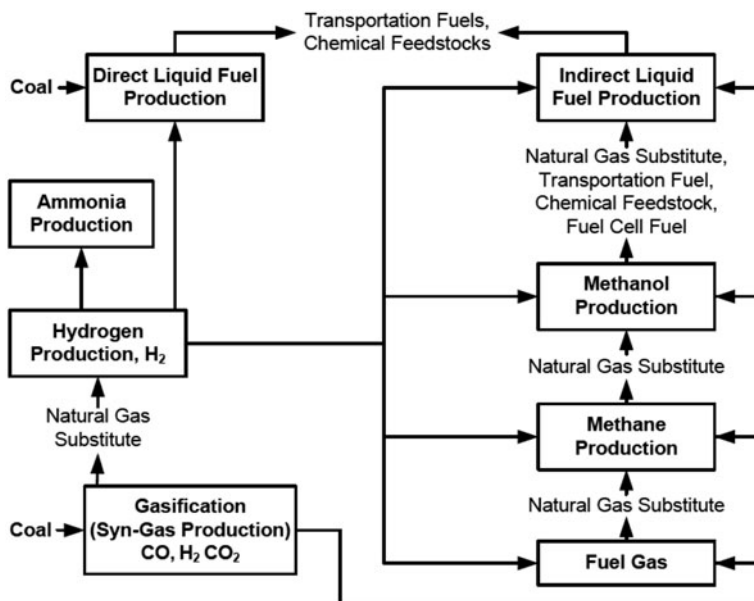 Transportation Fuels,
Chemical Feedstocks
Coal
Direct Liquid Fuel
Production
Indirect Liquid
Fuel Production
Natural Gas Substitute,
Transportation Fuel,
Chemical Feedstock,
Fuel Cell Fuel
Ammonia
Production
Methanol
Production
Hydrogen
Production, H₂
Natural Gas Substitute
Natural Gas
Substitute
Methane
Production
Natural Gas Substitute
Coal
Gasification
(Syn-Gas Production)
CO, H₂ CO₂
Fuel Gas